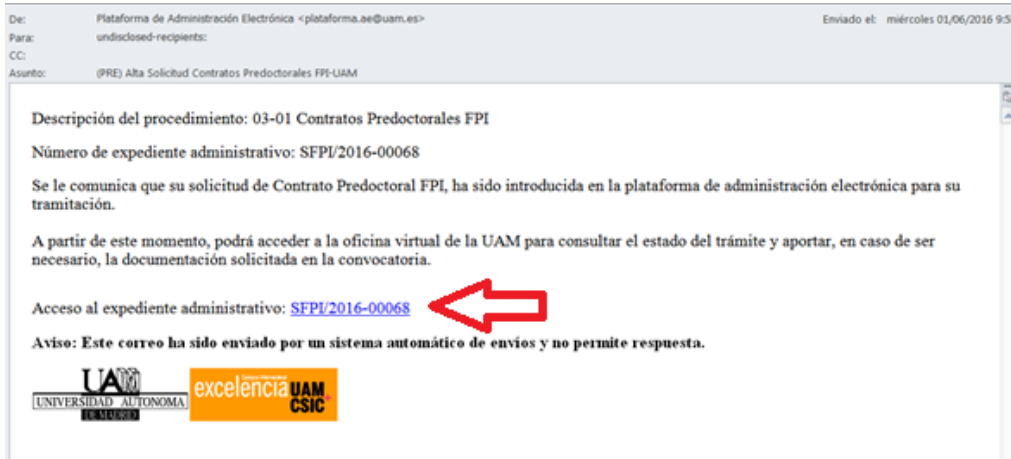 De: Plataforma de Administración Electrónica <plataforma.ae@uam.es> Enviado el: miércoles 01/06/2016 9:5
Para: undisclosed-recipients:
CC:
Asunto: (PRE) Alta Solicitud Contratos Predoctorales FPI-UAM
Descripción del procedimiento: 03-01 Contratos Predoctorales FPI
Número de expediente administrativo: SFPI/2016-00068
Se le comunica que su solicitud de Contrato Predoctoral FPI, ha sido introducida en la plataforma de administración electrónica para su
tramitación.
A partir de este momento, podrá acceder a la oficina virtual de la UAM para consultar el estado del trámite y aportar, en caso de ser
necesario, la documentación solicitada en la convocatoria.
Acceso al expediente administrativo: SFPI/2016-00068
Aviso: Este correo ha sido enviado por un sistema automático de envíos y no permite respuesta.
UAM
UNIVERSIDAD AUTONOMA
DE MADRID
excelencia UAM
CSIC